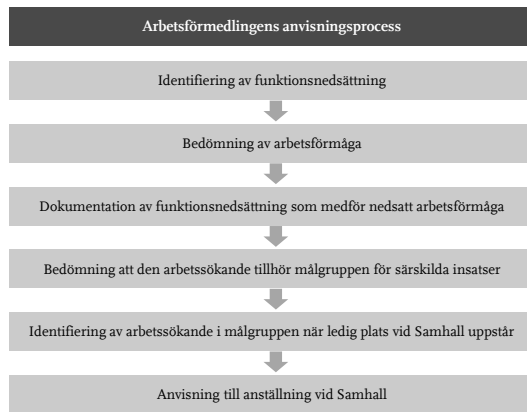 Arbetsförmedlingens anvisningsprocess
Identifiering av funktionsnedsättning
Bedömning av arbetsförmåga
Dokumentation av funktionsnedsättning som medför nedsatt arbetsförmåga
Bedömning att den arbetssökande tillhör målgruppen för särskilda insatser
Identifiering av arbetssökande i målgruppen när ledig plats vid Samhall uppstår
Anvisning till anställning vid Samhall